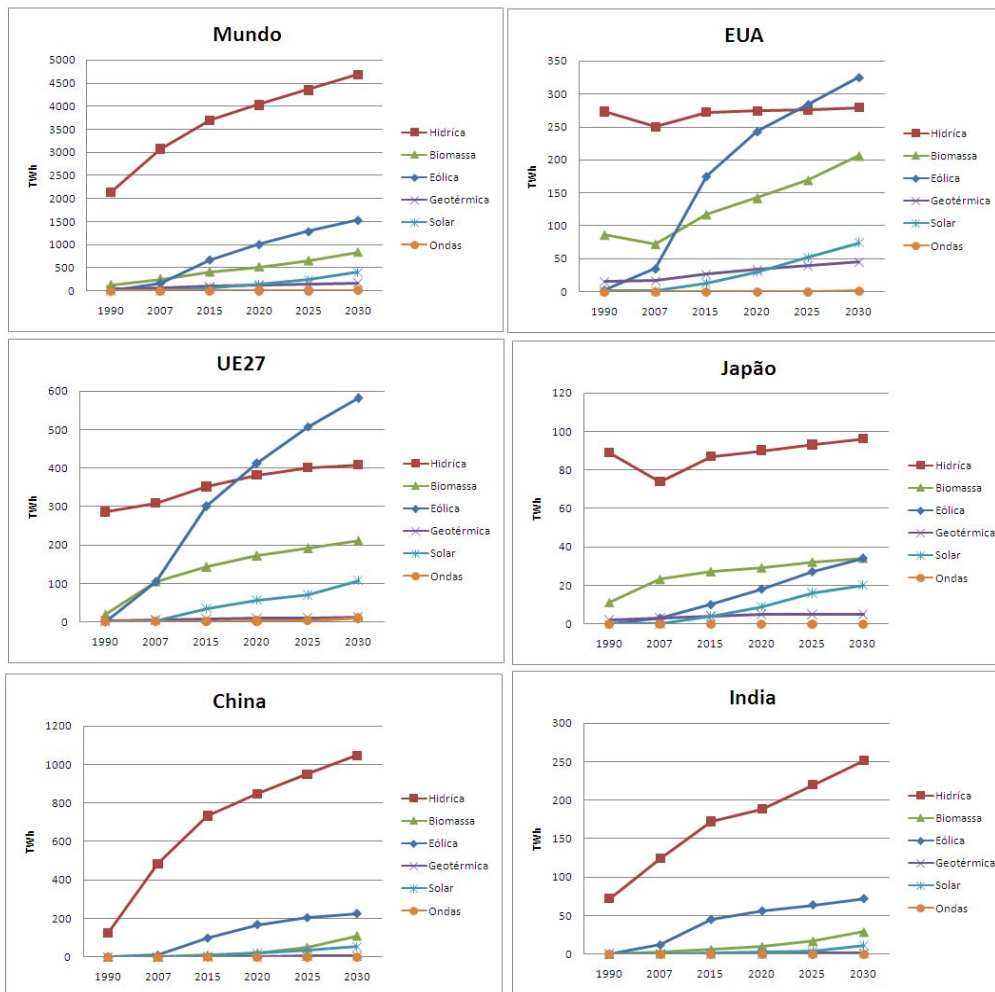 Mundo
5000
4500
4000
3500
3000
2500
2000
1500
1000
500
0
TWh
1990 2007 2015 2020 2025 2030
Hidríca
Biomassa
Eólica
Geotérmica
Solar
Ondas
EUA
350
300
250
200
150
100
50
0
TWh
1990 2007 2015 2020 2025 2030
Hidríca
Biomassa
Eólica
Geotérmica
Solar
Ondas
UE27
600
500
400
300
200
100
0
TWh
1990 2007 2015 2020 2025 2030
Hidríca
Biomassa
Eólica
Geotérmica
Solar
Ondas
Japão
120
100
80
60
40
20
0
TWh
1990 2007 2015 2020 2025 2030
Hidríca
Biomassa
Eólica
Geotérmica
Solar
Ondas
China
1200
1000
800
600
400
200
0
TWh
1990 2007 2015 2020 2025 2030
Hidríca
Biomassa
Eólica
Geotérmica
Solar
Ondas
India
300
250
200
150
100
50
0
TWh
1990 2007 2015 2020 2025 2030
Hidríca
Biomassa
Eólica
Geotérmica
Solar
Ondas